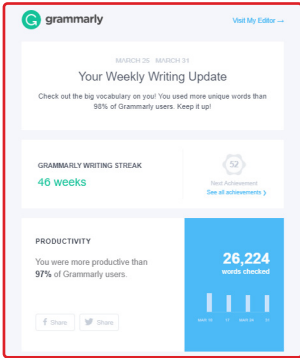 grammarly
Visit My Editor →
MARCH 25 MARCH 31
Your Weekly Writing Update
Check out the big vocabulary on you! You used more unique words than
98% of Grammarly users. Keep it up!
GRAMMARLY WRITING STREAK
46 weeks
52
Next Achievement
See all achievements ❯
PRODUCTIVITY
You were more productive than
97% of Grammarly users.
26,224
words checked
Share
Share